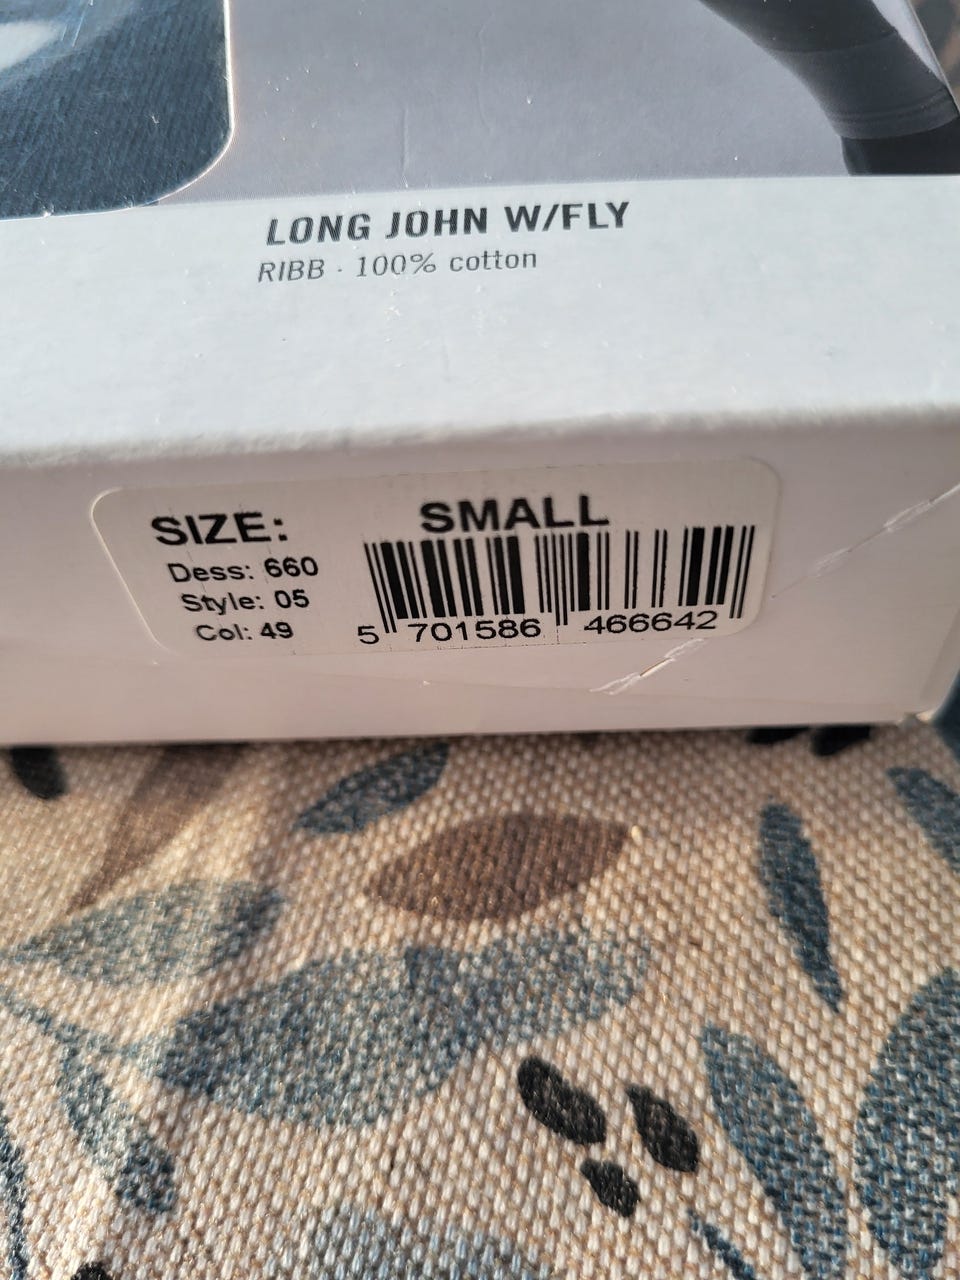 LONG JOHN W/FLY
RIBB · 100% cotton
SIZE: SMALL
Dess: 660
Style: 05
Col: 49
5 701586 466642